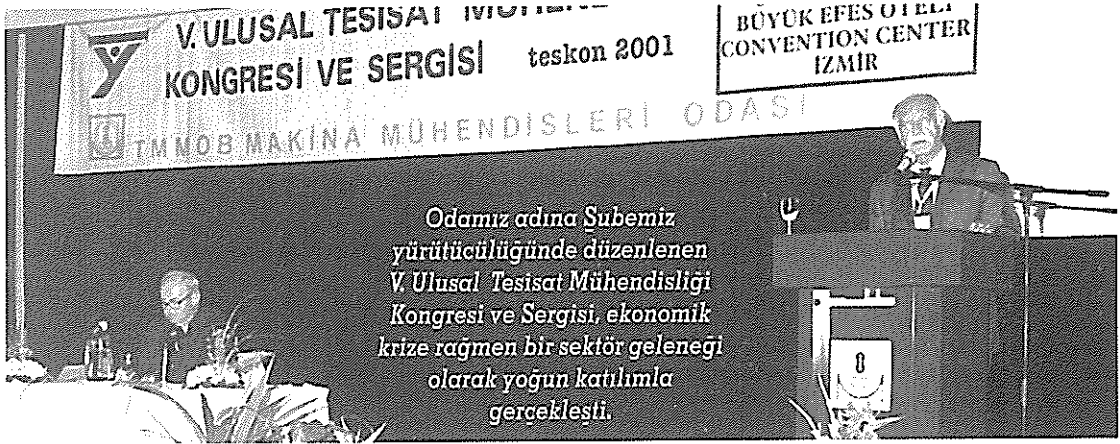 V. ULUSAL TESİSAT
KONGRESİ VE SERGİSİ teskon 2001
TMMOB MAKİNA MÜHENDİSLERİ ODASI
BÜYÜK EFES OTELİ
CONVENTION CENTER
İZMİR
Odamız adına Şubemiz
yürütücülüğünde düzenlenen
V. Ulusal Tesisat Mühendisliği
Kongresi ve Sergisi, ekonomik
krize rağmen bir sektör geleneği
olarak yoğun katılımla
gerçekleşti.